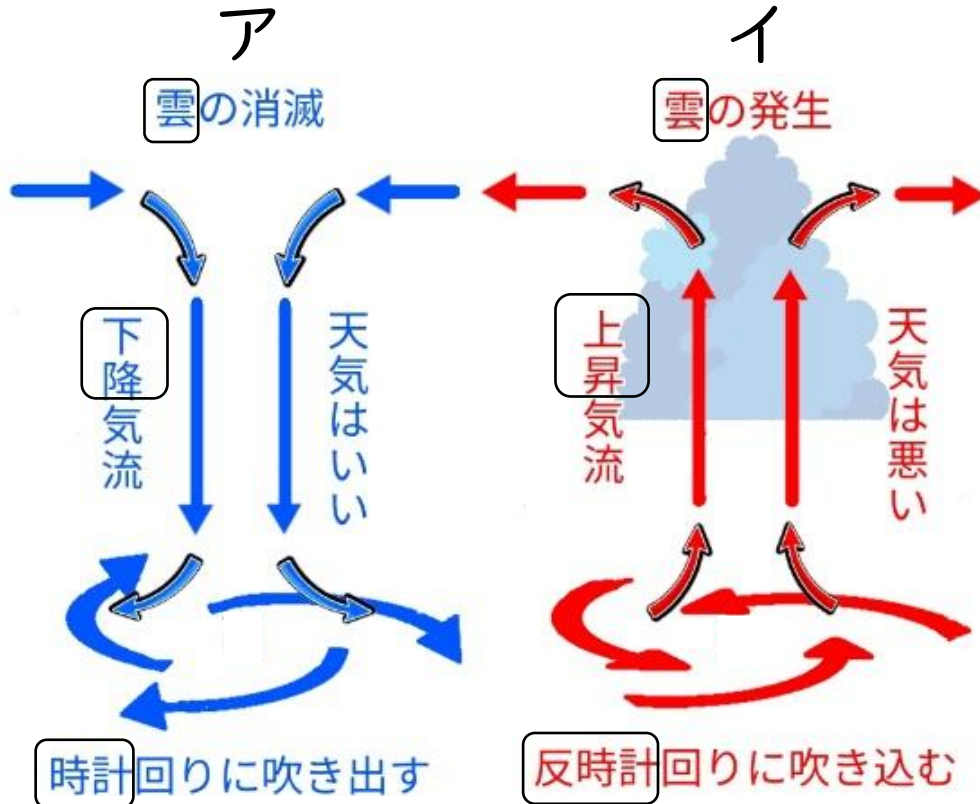 ア
雲の消滅
下降気流
天気はいい
時計回りに吹き出す
イ
雲の発生
上昇気流
天気は悪い
反時計回りに吹き込む